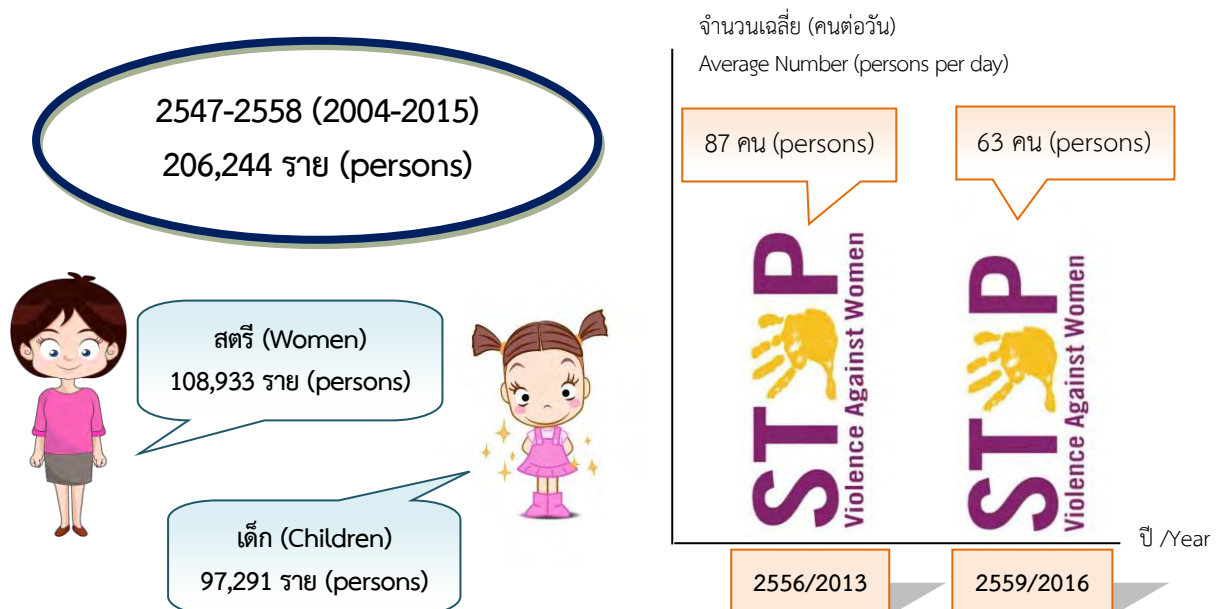 2547-2558 (2004-2015)
206,244 ราย (persons)
สตรี (Women)
108,933 ราย (persons)
เด็ก (Children)
97,291 ราย (persons)
จำนวนเฉลี่ย (คนต่อวัน)
Average Number (persons per day)
87 คน (persons)
63 คน (persons)
STOP
Violence Against Women
STOP
Violence Against Women
ปี /Year
2556/2013
2559/2016